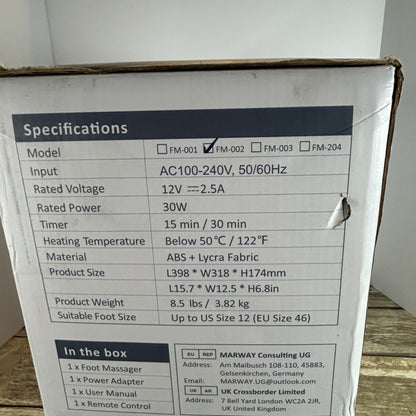 Specifications
Model ☐ FM-001 ☑ FM-002 ☐ FM-003 ☐ FM-204
Input AC100-240V, 50/60Hz
Rated Voltage 12V ⎓ 2.5A
Rated Power 30W
Timer 15 min / 30 min
Heating Temperature Below 50℃ / 122℉
Material ABS + Lycra Fabric
Product Size L398 * W318 * H174mm
L15.7 * W12.5 * H6.8in
Product Weight 8.5 lbs / 3.82 kg
Suitable Foot Size Up to US Size 12 (EU Size 46)
In the box
1 x Foot Massager
1 x Power Adapter
1 x User Manual
1 x Remote Control
EU REP MARWAY Consulting UG
Address: Am Maibusch 108-110, 45883,
Gelsenkirchen, Germany
Email: MARWAY.UG@outlook.com
UK AR UK Crossborder Limited
Address: 7 Bell Yard London WC2A 2JR,
UK United Kingdom